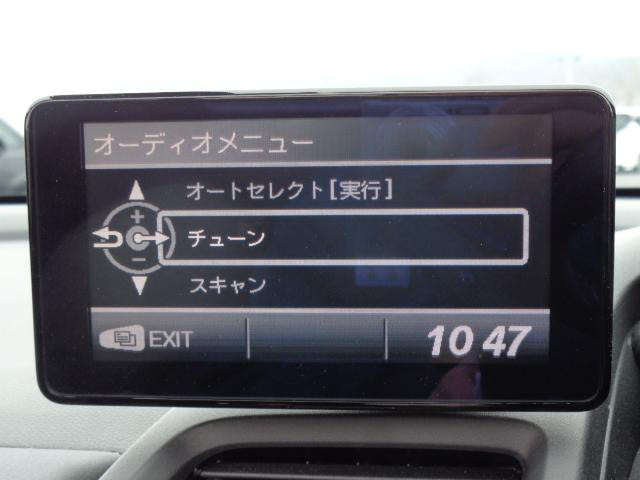 オーディオメニュー
オートセレクト[実行]
チューン
スキャン
EXIT 10 47